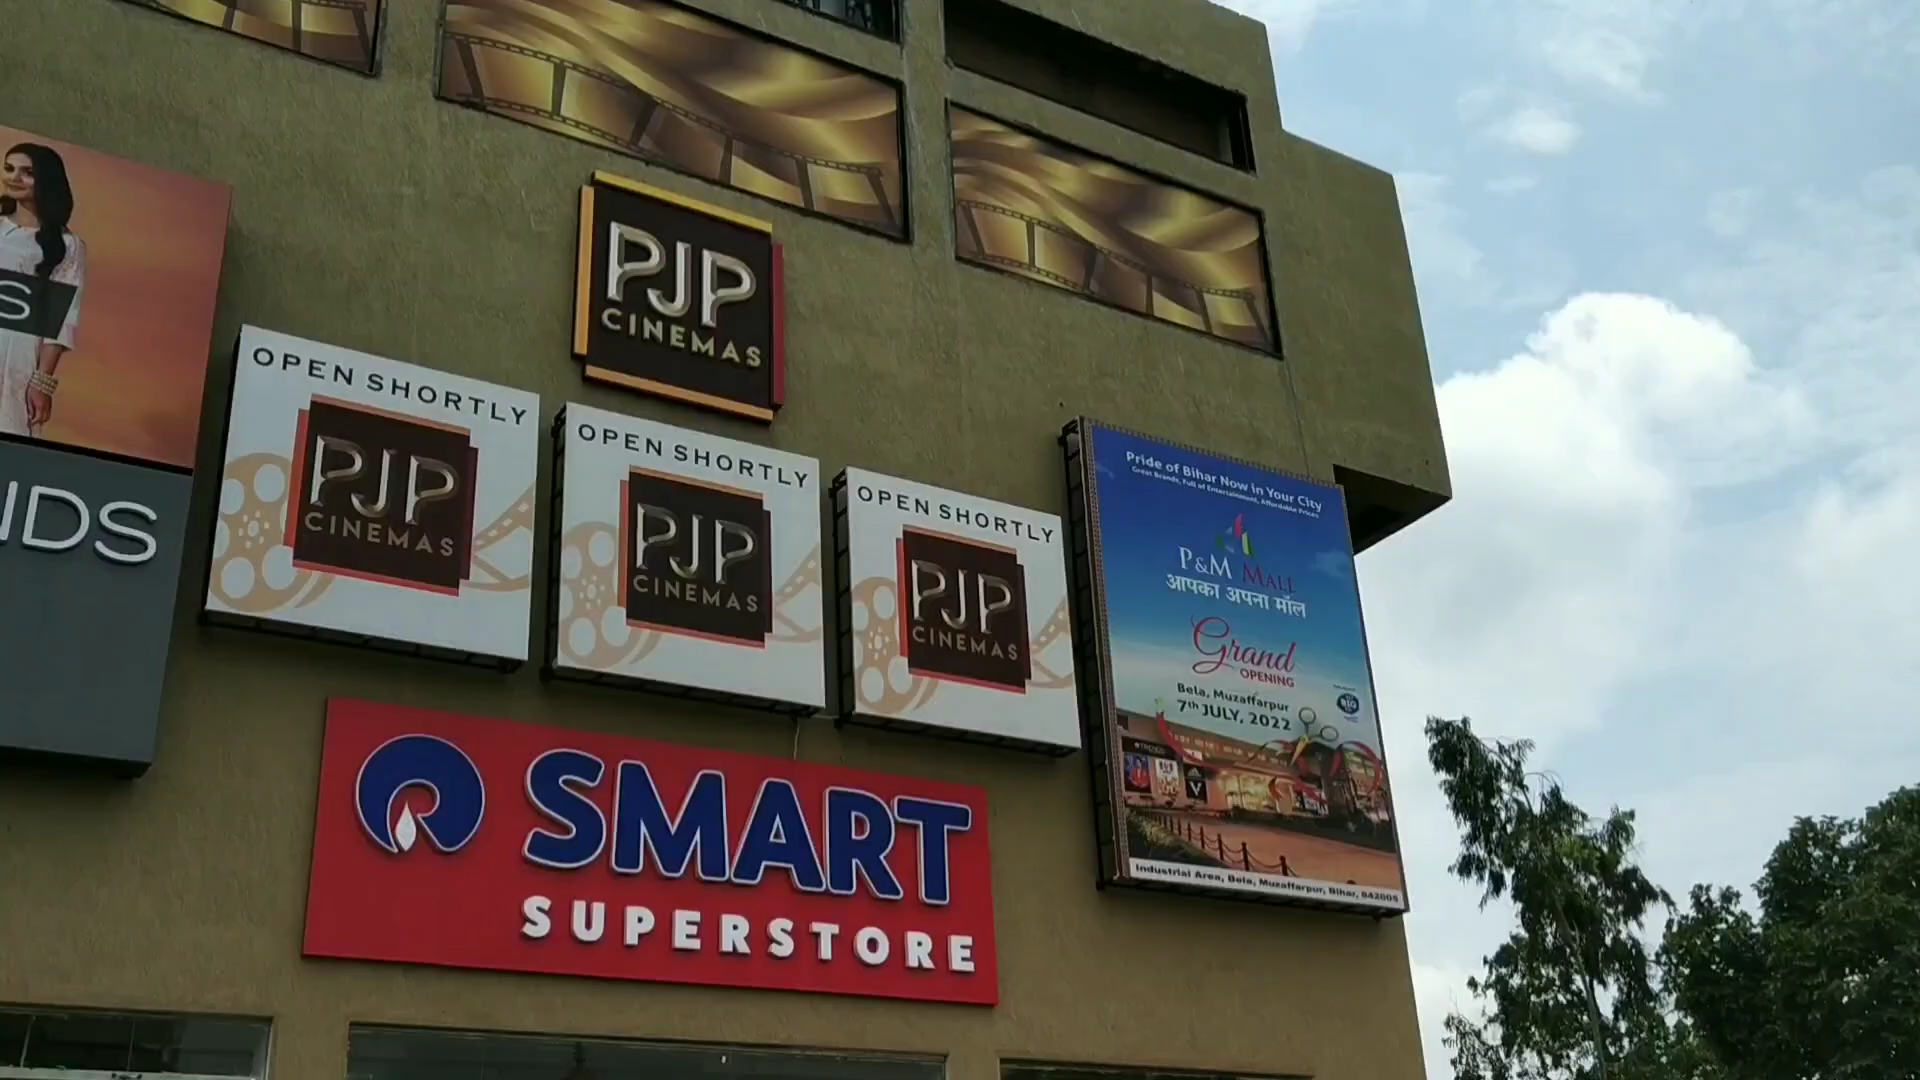 S
NDS
PJP
CINEMAS
OPEN SHORTLY
PJP
CINEMAS
OPEN SHORTLY
PJP
CINEMAS
OPEN SHORTLY
PJP
CINEMAS
SMART
SUPERSTORE
Pride of Bihar Now in Your City
Great Brands, Full of Entertainment, Affordable Prices
P&M MALL
आपका अपना मॉल
Grand
OPENING
Bela, Muzaffarpur
7th JULY, 2022
TRENDS
Industrial Area, Bela, Muzaffarpur, Bihar, 842005